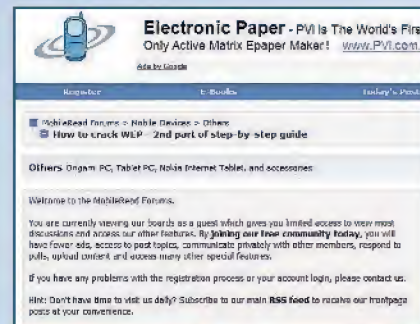 Electronic Paper - PVI Is The World's Firs
Only Active Matrix Epaper Maker! www.PVI.com.
Ads by Google
Register E-Books Today's Posts
MobileRead Forums > Mobile Devices > Others
How to crack WEP - 2nd part of step-by-step guide
Others Origami PC, Tablet PC, Nokia Internet Tablet, and accessories
Welcome to the MobileRead Forums.
You are currently viewing our boards as a guest which gives you limited access to view most
discussions and access our other features. By joining our free community today, you will
have fewer ads, access to post topics, communicate privately with other members, respond to
polls, upload content and access many other special features.
If you have any problems with the registration process or your account login, please contact us.
Hint: Don't have time to visit us daily? Subscribe to our main RSS feed to receive our frontpage
posts at your convenience.